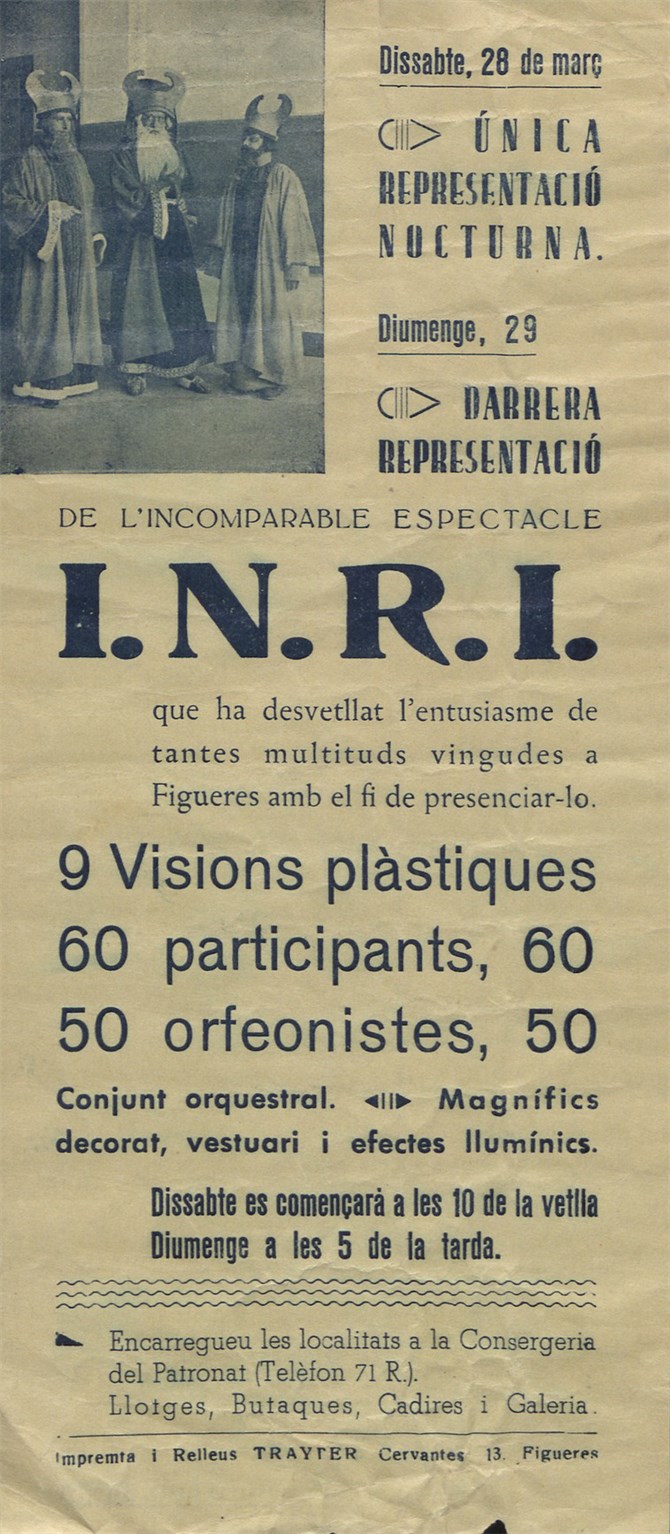 Dissabte, 28 de març
ÚNICA
REPRESENTACIÓ
NOCTURNA.
Diumenge, 29
DARRERA
REPRESENTACIÓ
DE L'INCOMPARABLE ESPECTACLE
I. N. R. I.
que ha desvetllat l'entusiasme de
tantes multituds vingudes a
Figueres amb el fi de presenciar-lo.
9 Visions plàstiques
60 participants, 60
50 orfeonistes, 50
Conjunt orquestral. Magnífics
decorat, vestuari i efectes llumínics.
Dissabte es començará a les 10 de la vetlla
Diumenge a les 5 de la tarda.
Encarregueu les localitats a la Consergeria
del Patronat (Telèfon 71 R.).
Llotges, Butaques, Cadires i Galeria.
Impremta i Relleus TRAYTER Cervantes 13. Figueres